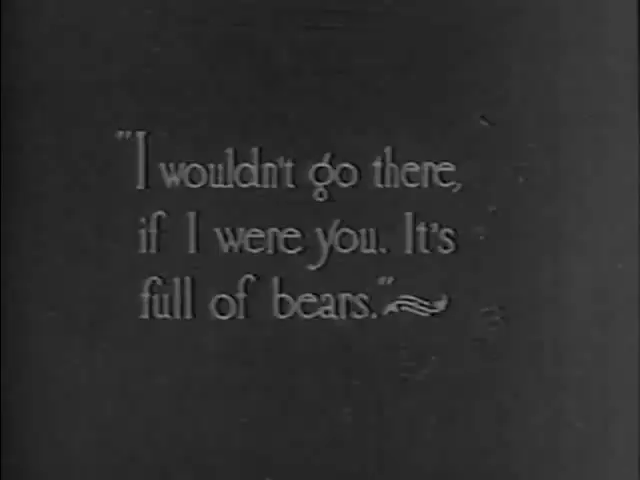 "I wouldn't go there,
if I were you. It's
full of bears."